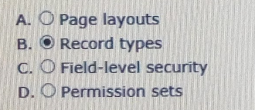 A. Page layouts
B. Record types
C. Field-level security
D. Permission sets